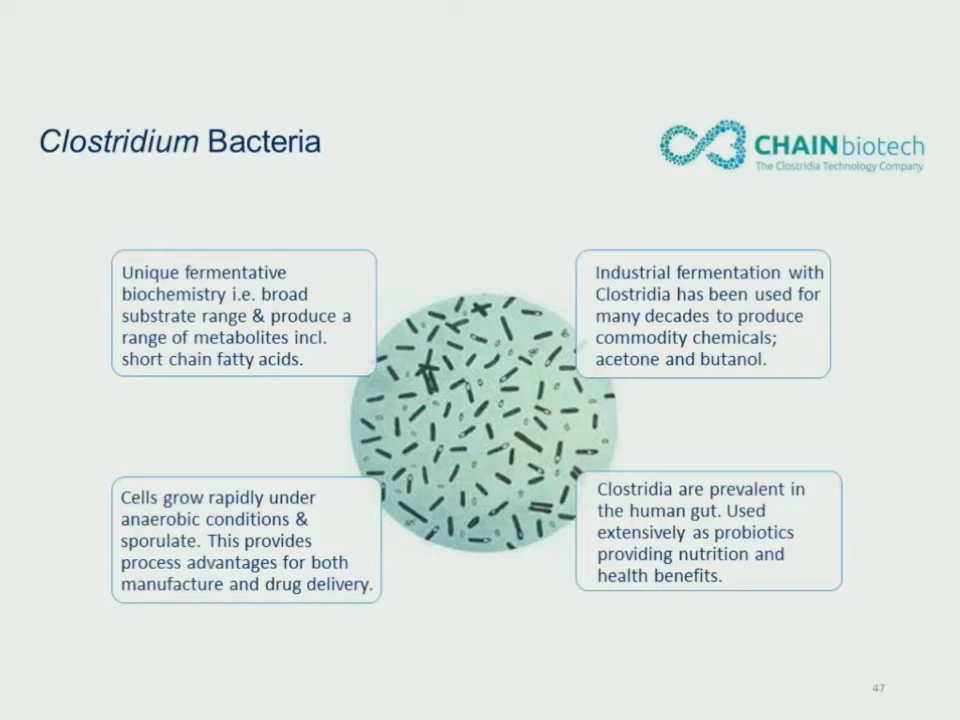 Clostridium Bacteria
CHAINbiotech
The Clostridia Technology Company
Unique fermentative
biochemistry i.e. broad
substrate range & produce a
range of metabolites incl.
short chain fatty acids.
Industrial fermentation with
Clostridia has been used for
many decades to produce
commodity chemicals;
acetone and butanol.
Cells grow rapidly under
anaerobic conditions &
sporulate. This provides
process advantages for both
manufacture and drug delivery.
Clostridia are prevalent in
the human gut. Used
extensively as probiotics
providing nutrition and
health benefits.
47